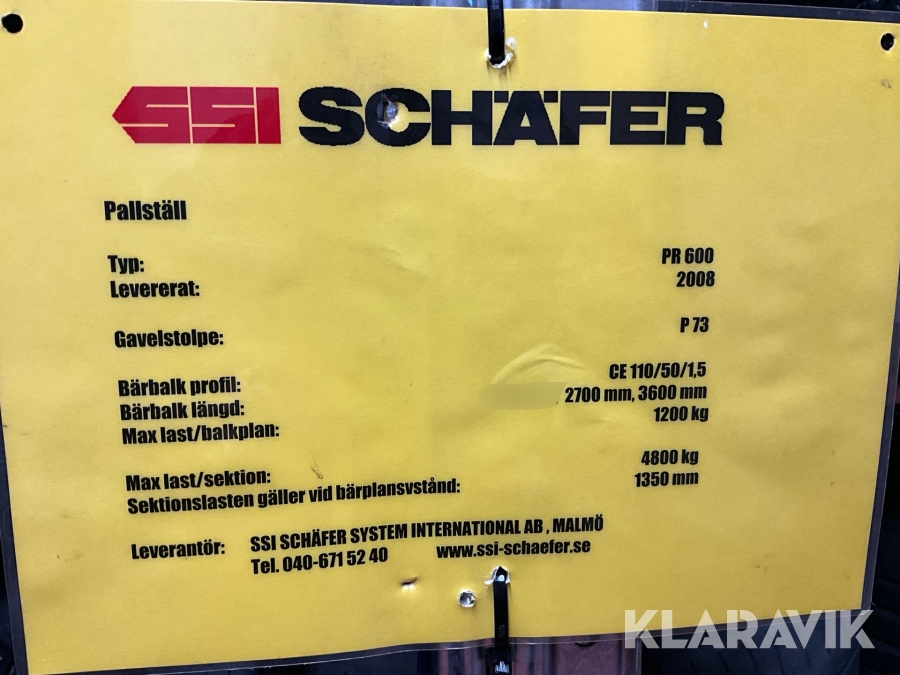 SSI SCHÄFER
Pallställ
Typ: PR 600
Levererat: 2008
Gavelstolpe: P 73
Bärbalk profil: CE 110/50/1,5
Bärbalk längd: , 2700 mm, 3600 mm
Max last/balkplan: 1200 kg
Max last/sektion: 4800 kg
Sektionslasten gäller vid bärplansvstånd: 1350 mm
Leverantör: SSI SCHÄFER SYSTEM INTERNATIONAL AB , MALMÖ
Tel. 040-671 52 40 www.ssi-schaefer.se
KLARAVIK